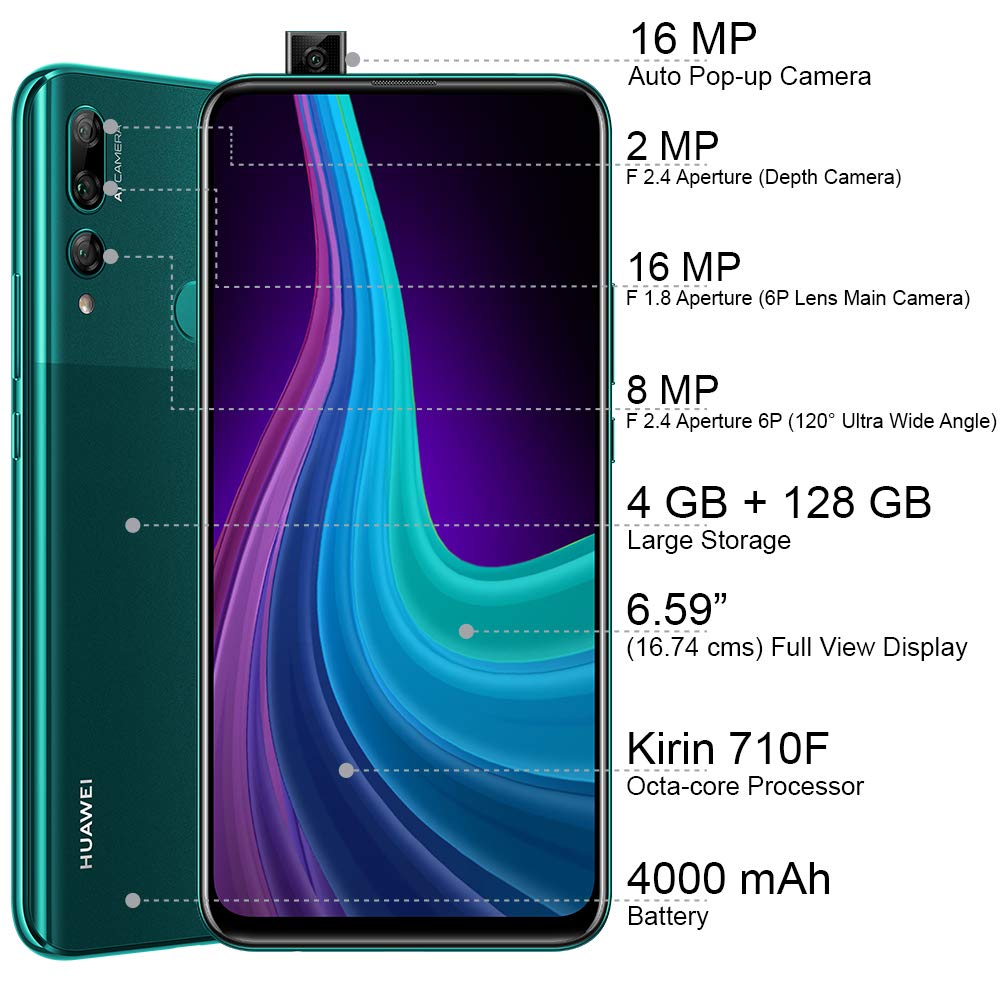 16 MP
Auto Pop-up Camera
2 MP
F 2.4 Aperture (Depth Camera)
AI CAMERA
16 MP
F 1.8 Aperture (6P Lens Main Camera)
8 MP
F 2.4 Aperture 6P (120° Ultra Wide Angle)
4 GB + 128 GB
Large Storage
6.59”
(16.74 cms) Full View Display
Kirin 710F
Octa-core Processor
HUAWEI
4000 mAh
Battery